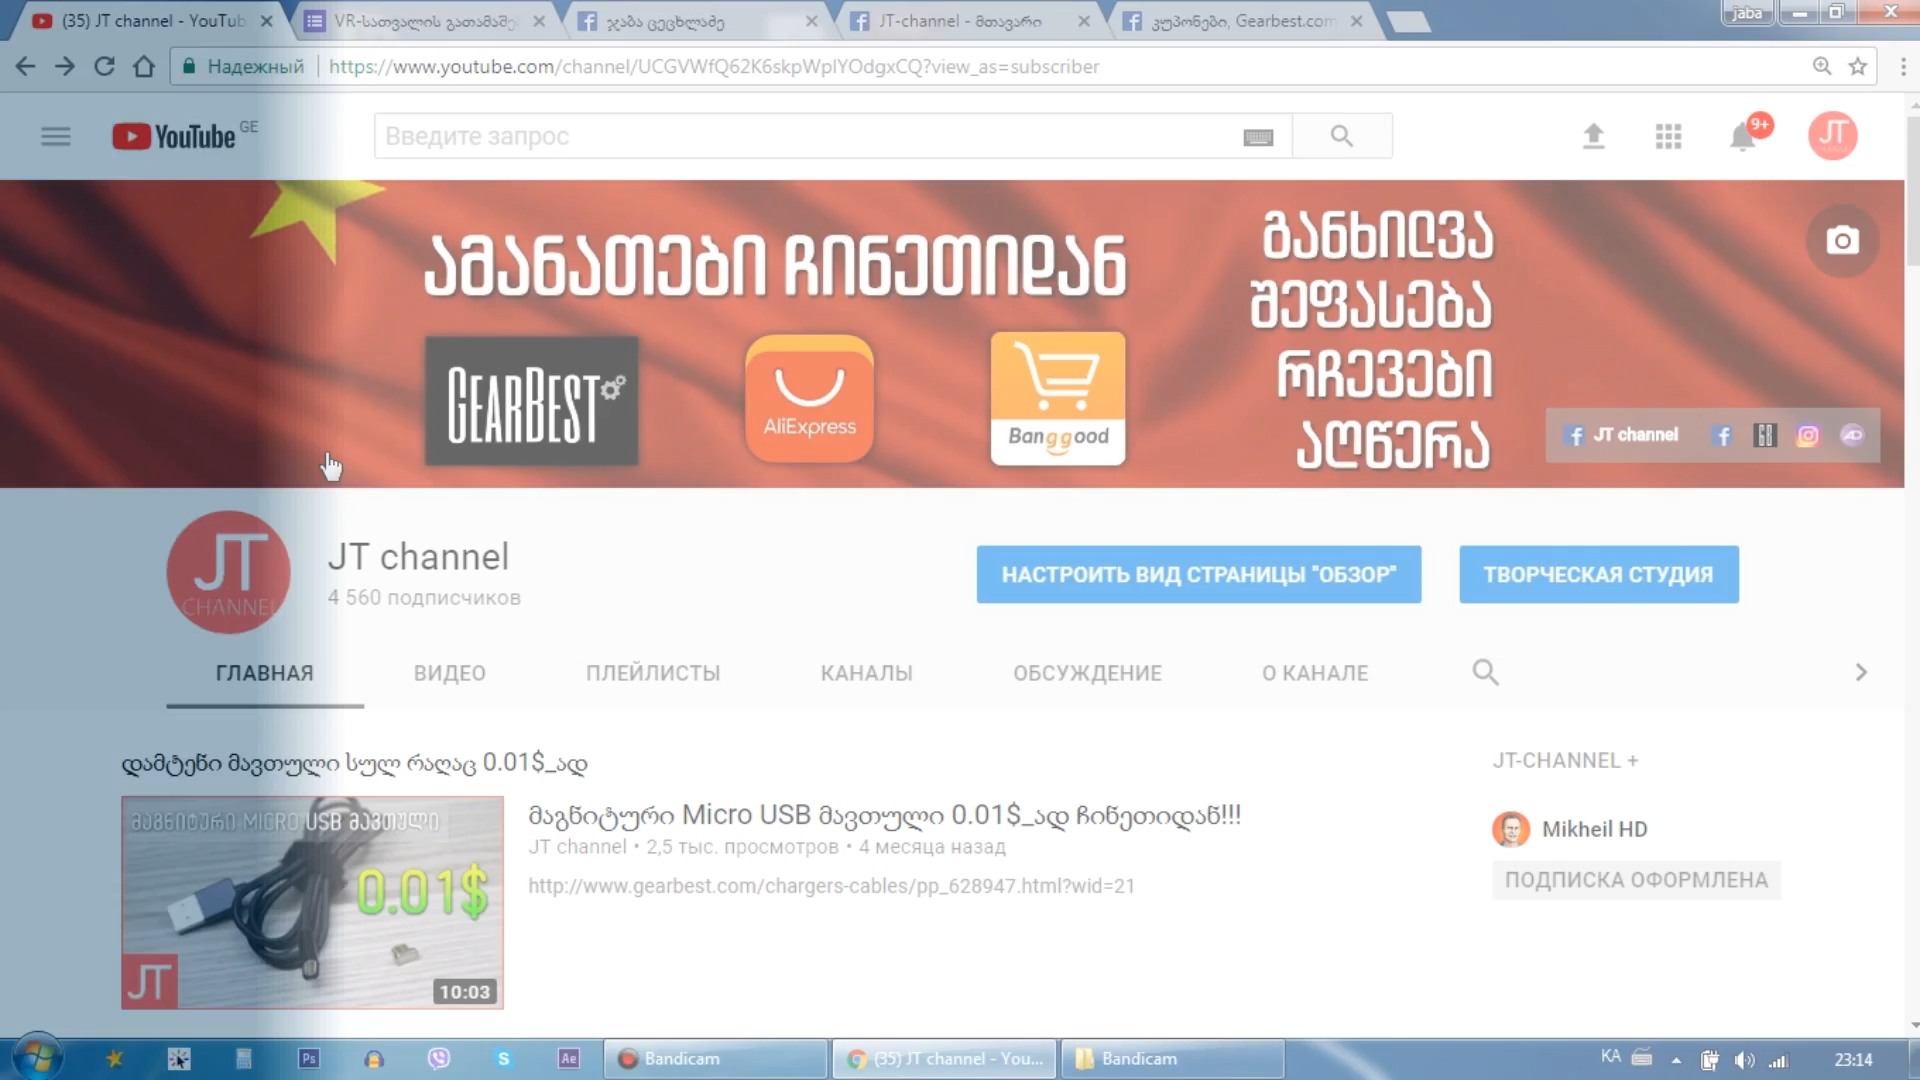 (35) JT channel - YouTub
VR-სათვალის გათამაშე
ჯაბა ცეცხლაძე
JT-channel - მთავარი
კუპონები, Gearbest.com
jaba
Надежный
https://www.youtube.com/channel/UCGVWfQ62K6skpWplYOdgxCQ?view_as=subscriber
YouTube GE
Введите запрос
9+
JT
ამანათები ჩინეთიდან
განხილვა
შეფასება
რჩევები
აღწერა
GEARBEST
AliExpress
Banggood
JT channel
GB
JT
CHANNEL
JT channel
4 560 подписчиков
НАСТРОИТЬ ВИД СТРАНИЦЫ "ОБЗОР"
ТВОРЧЕСКАЯ СТУДИЯ
ГЛАВНАЯ
ВИДЕО
ПЛЕЙЛИСТЫ
КАНАЛЫ
ОБСУЖДЕНИЕ
О КАНАЛЕ
დამტენი მავთული სულ რაღაც 0.01$_ად
JT-CHANNEL +
მაგნიტური MICRO USB მავთული
0.01$
JT
10:03
მაგნიტური Micro USB მავთული 0.01$_ად ჩინეთიდან!!!
JT channel • 2,5 тыс. просмотров • 4 месяца назад
http://www.gearbest.com/chargers-cables/pp_628947.html?wid=21
Mikheil HD
ПОДПИСКА ОФОРМЛЕНА
Ps
Ae
Bandicam
(35) JT channel - You...
Bandicam
KA
23:14